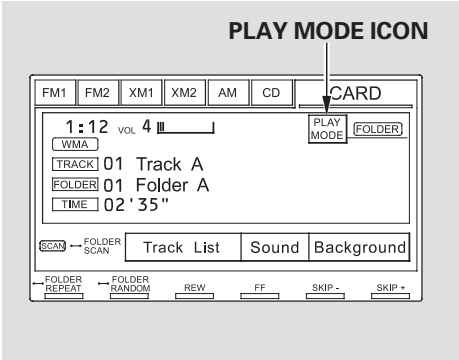 PLAY MODE ICON
FM1 FM2 XM1 XM2 AM CD CARD
1:12 VOL 4
PLAY MODE
FOLDER
WMA
TRACK 01 Track A
FOLDER 01 Folder A
TIME 02'35"
SCAN FOLDER SCAN
Track List Sound Background
FOLDER REPEAT
FOLDER RANDOM
REW FF SKIP - SKIP +